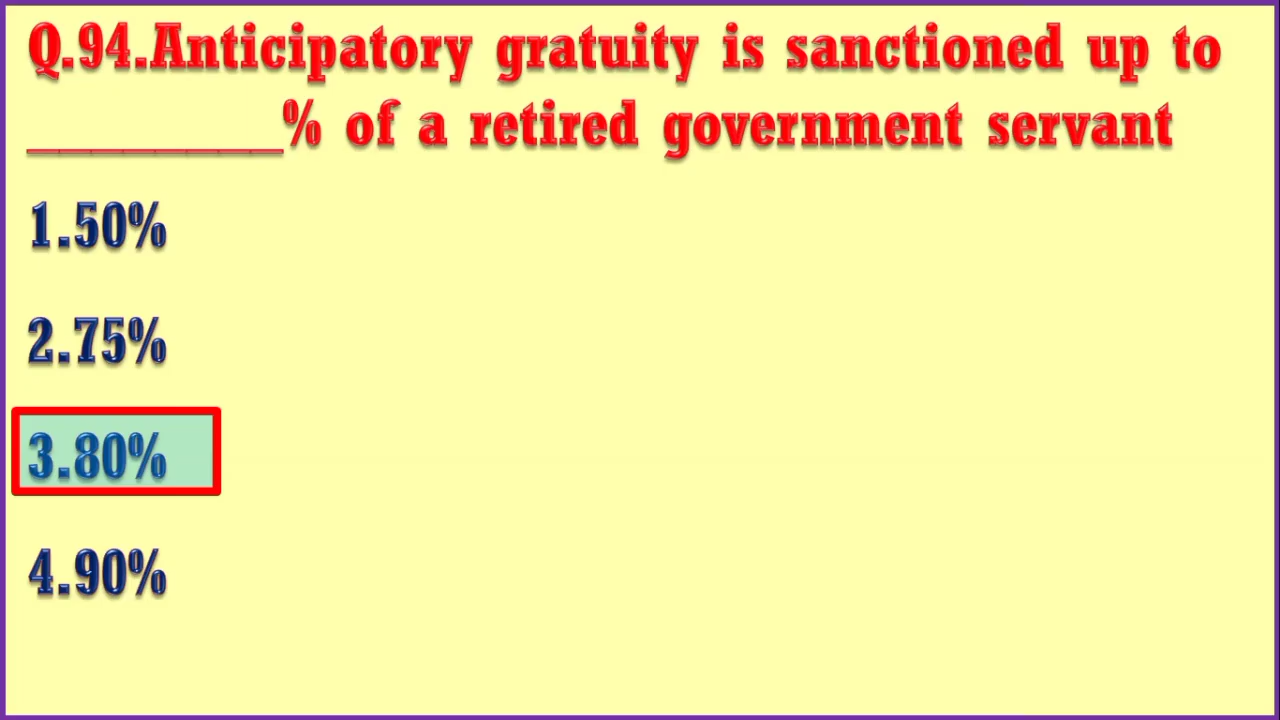 Q.94.Anticipatory gratuity is sanctioned up to
________% of a retired government servant
1.50%
2.75%
3.80%
4.90%